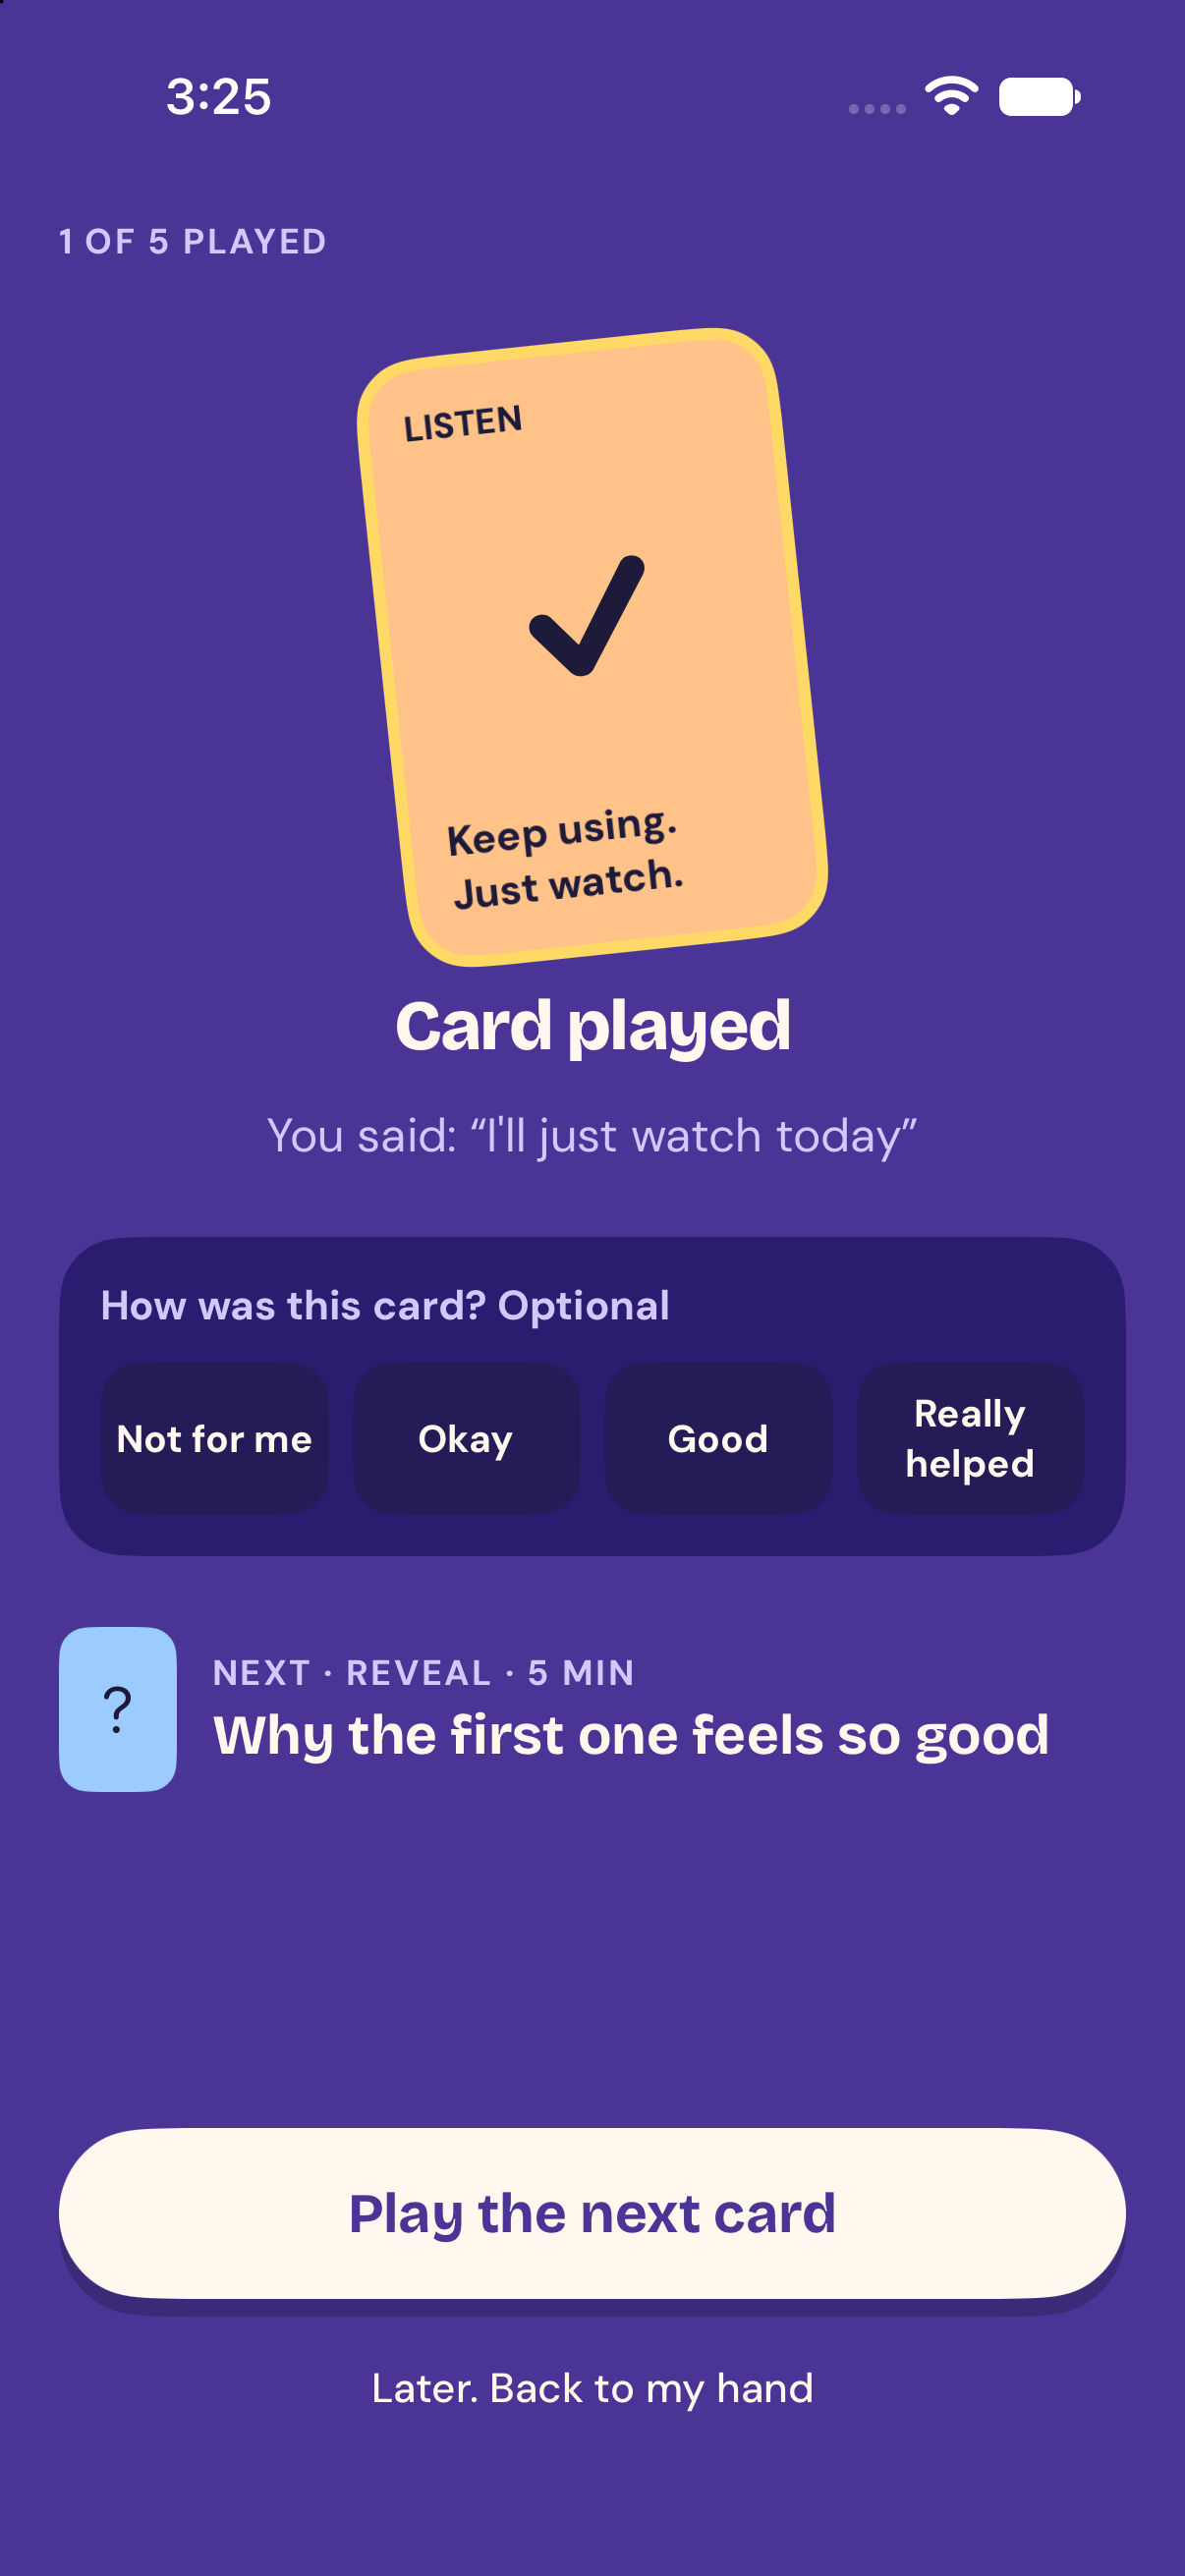 3:25
1 OF 5 PLAYED
LISTEN
Keep using.
Just watch.
Card played
You said: “I'll just watch today”
How was this card? Optional
Not for me
Okay
Good
Really
helped
?
NEXT · REVEAL · 5 MIN
Why the first one feels so good
Play the next card
Later. Back to my hand